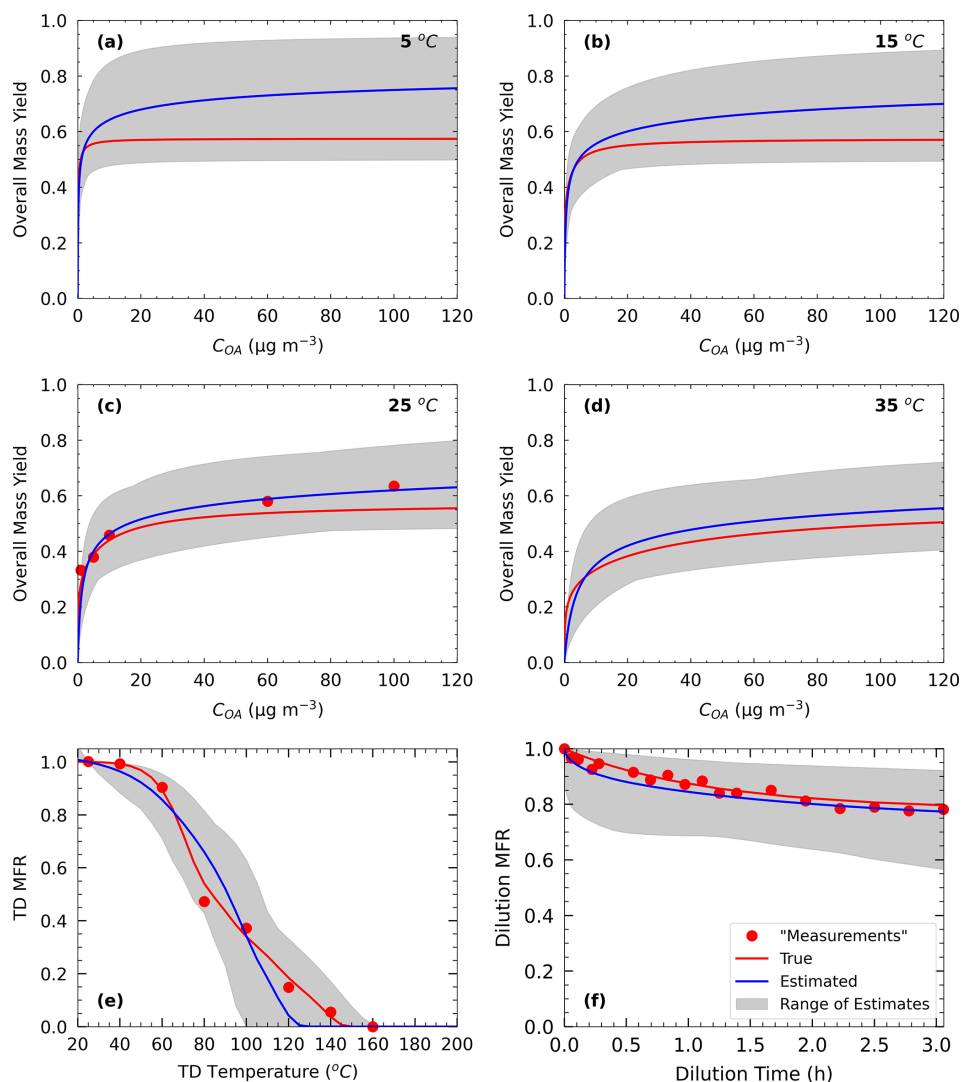 (a) 5 °C
Overall Mass Yield
1.0
0.8
0.6
0.4
0.2
0.0
0 20 40 60 80 100 120
C_OA (µg m⁻³)
(b) 15 °C
Overall Mass Yield
1.0
0.8
0.6
0.4
0.2
0.0
0 20 40 60 80 100 120
C_OA (µg m⁻³)
(c) 25 °C
Overall Mass Yield
1.0
0.8
0.6
0.4
0.2
0.0
0 20 40 60 80 100 120
C_OA (µg m⁻³)
(d) 35 °C
Overall Mass Yield
1.0
0.8
0.6
0.4
0.2
0.0
0 20 40 60 80 100 120
C_OA (µg m⁻³)
TD MFR
1.0
0.8
0.6
0.4
0.2
0.0
(e)
20 40 60 80 100 120 140 160 180 200
TD Temperature (°C)
Dilution MFR
1.0
0.8
0.6
0.4
0.2
0.0
"Measurements"
True
Estimated
Range of Estimates
(f)
0.0 0.5 1.0 1.5 2.0 2.5 3.0
Dilution Time (h)